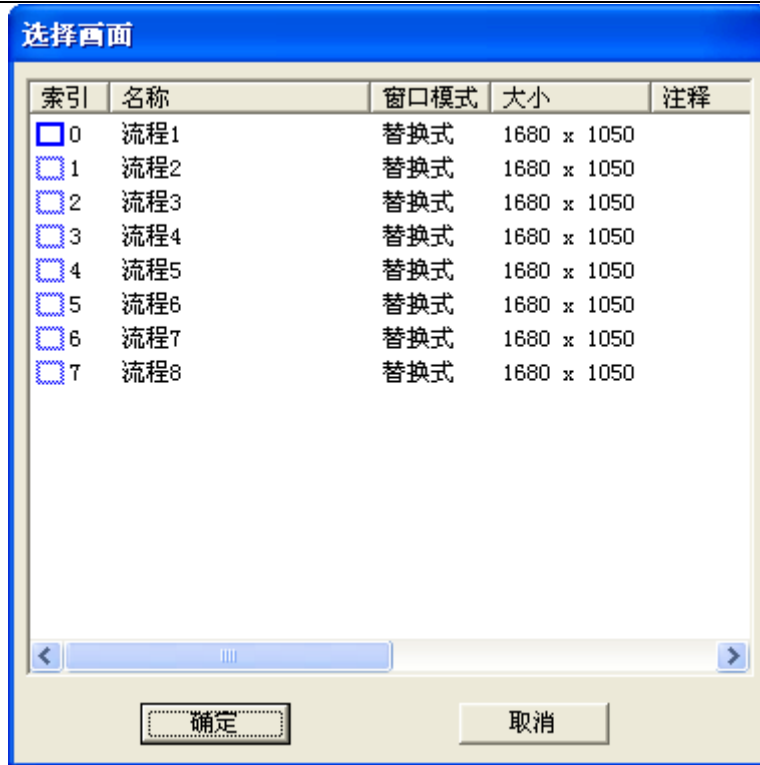 选择画面
索引 名称 窗口模式 大小 注释
0 流程1 替换式 1680 x 1050
1 流程2 替换式 1680 x 1050
2 流程3 替换式 1680 x 1050
3 流程4 替换式 1680 x 1050
4 流程5 替换式 1680 x 1050
5 流程6 替换式 1680 x 1050
6 流程7 替换式 1680 x 1050
7 流程8 替换式 1680 x 1050
确定 取消